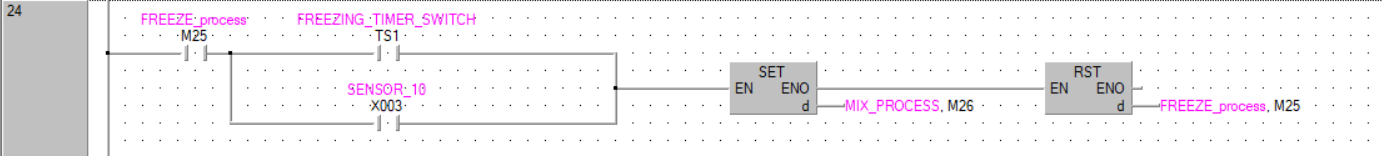 24
FREEZE_process
FREEZING_TIMER_SWITCH
M25
TS1
SET
RST
EN
ENO
EN
ENO
SENSOR_10
X003
d
MIX_PROCESS, M26
d
FREEZE_process, M25